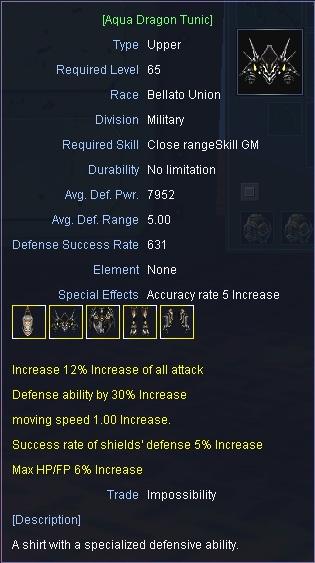 [Aqua Dragon Tunic]
Type Upper
Required Level 65
Race Bellato Union
Division Military
Required Skill Close rangeSkill GM
Durability No limitation
Avg. Def. Pwr. 7952
Avg. Def. Range 5.00
Defense Success Rate 631
Element None
Special Effects Accuracy rate 5 Increase
Increase 12% Increase of all attack
Defense ability by 30% Increase
moving speed 1.00 Increase.
Success rate of shields' defense 5% Increase
Max HP/FP 6% Increase
Trade Impossibility
[Description]
A shirt with a specialized defensive ability.